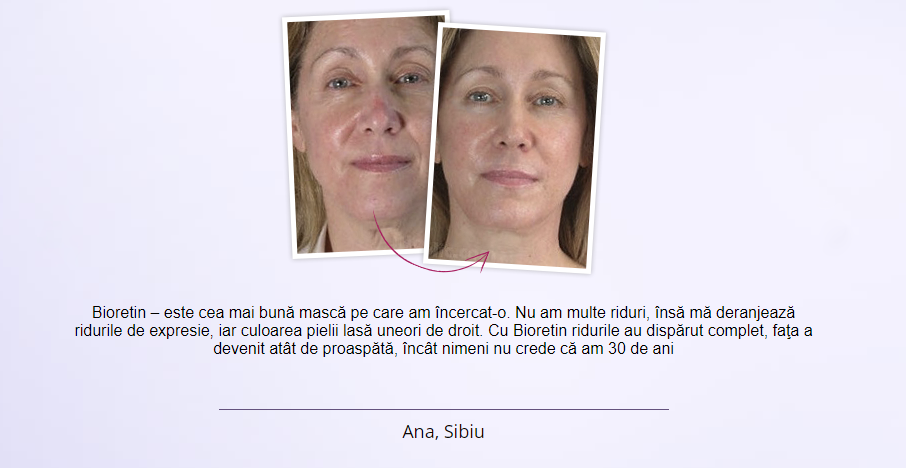 Bioretin – este cea mai bună mască pe care am încercat-o. Nu am multe riduri, însă mă deranjează
ridurile de expresie, iar culoarea pielii lasă uneori de droit. Cu Bioretin ridurile au dispărut complet, faţa a
devenit atât de proaspătă, încât nimeni nu crede că am 30 de ani
Ana, Sibiu